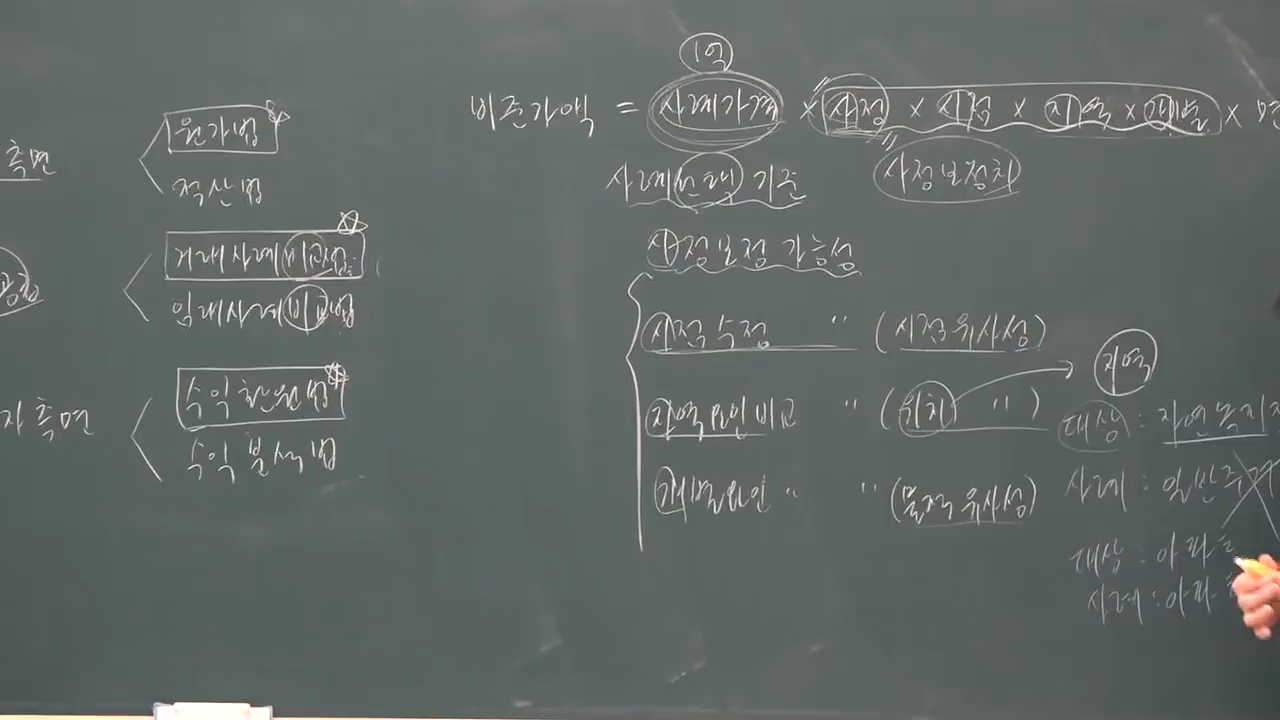 측면
원가법
적산법
거래사례비교법
임대사례비교법
자 측면
수익환원법
수익분석법
1억
비준가액 = 사례가격 × 사정 × 시점 × 지역 × 개별 × 면
사례선택 기준
사정보정치
사정보정 가능성
시점수정 〃 (시점유사성)
지역요인비교 〃 (위치 〃)
개별요인 〃 〃 (물적유사성)
지역
대상 : 자연녹지지
사례 : 일반주거
대상 : 아파트
사례 : 아파트